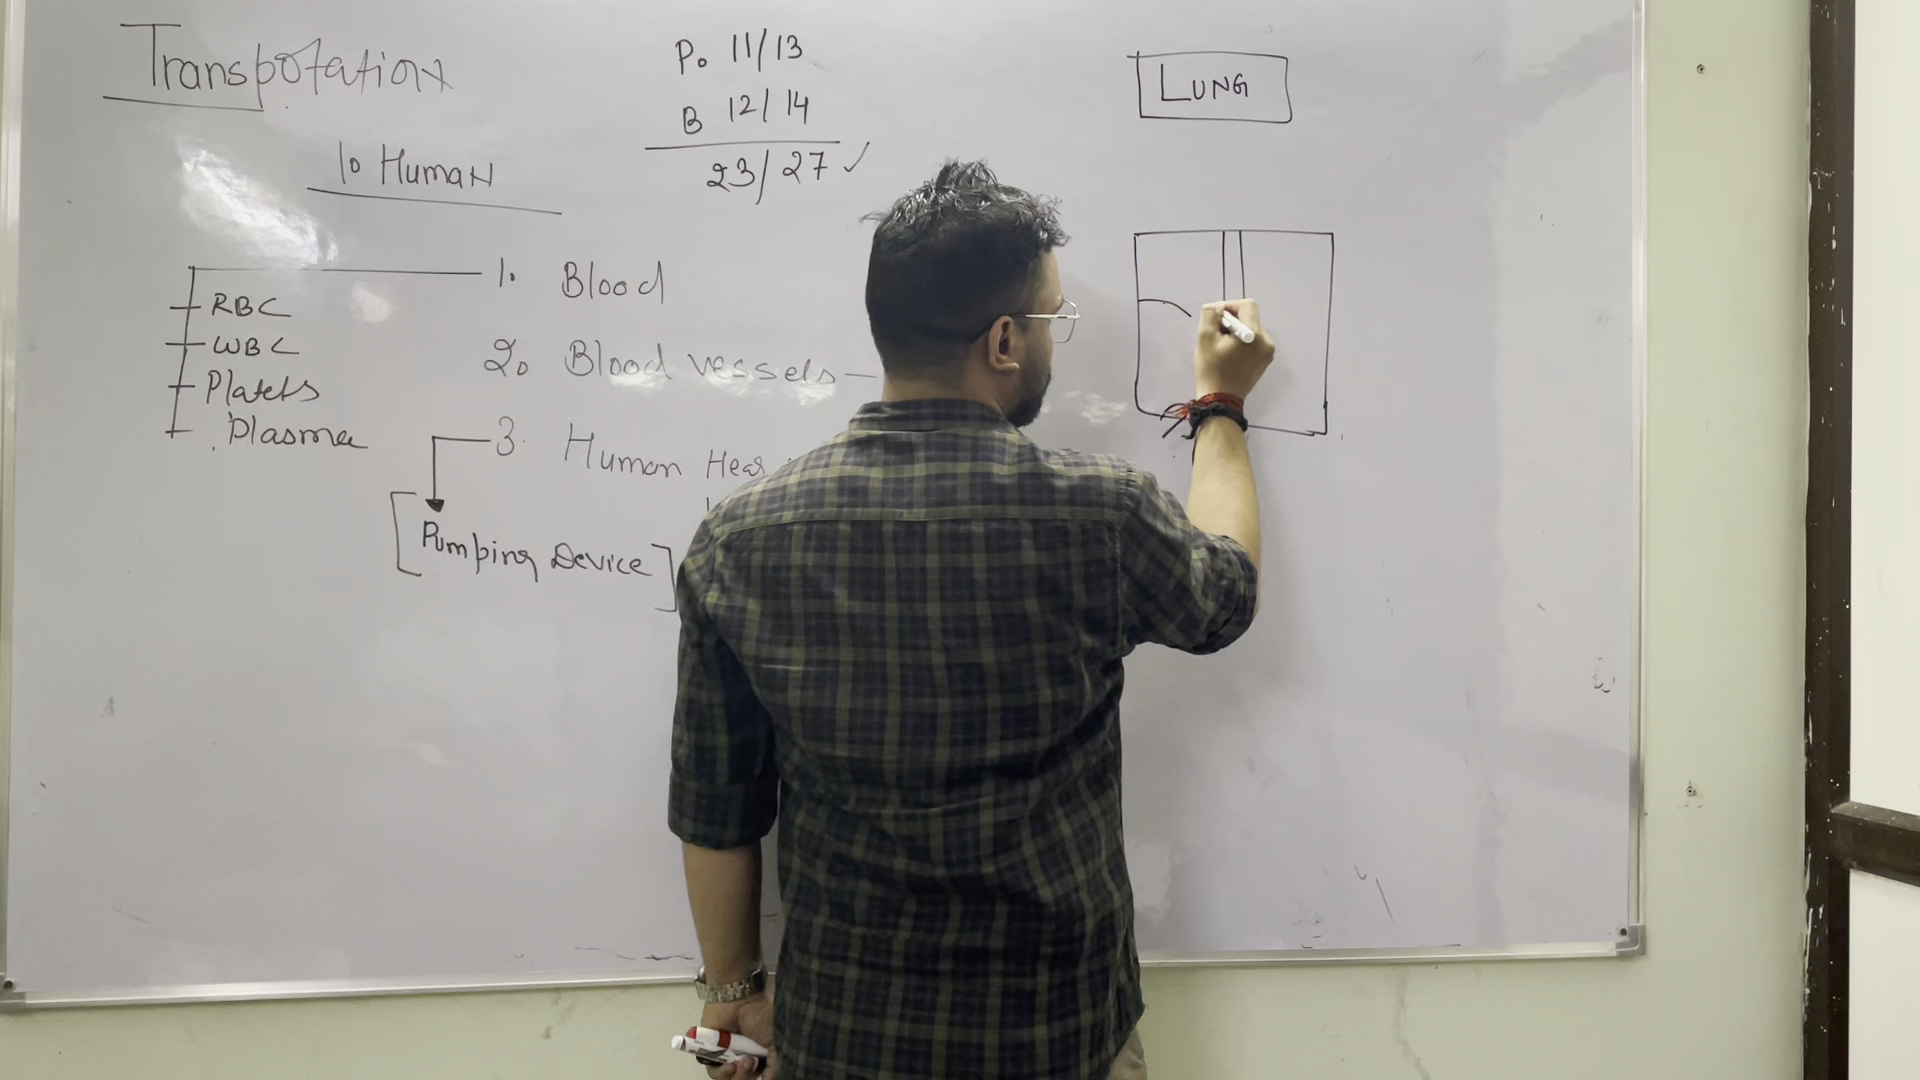 Transpotation
1. Human
P. 11/13
B 12/14
23/27 ✓
LUNG
1. Blood
RBC
WBC
Platets
Plasma
2. Blood vessels —
3. Human
[Pumping Device]